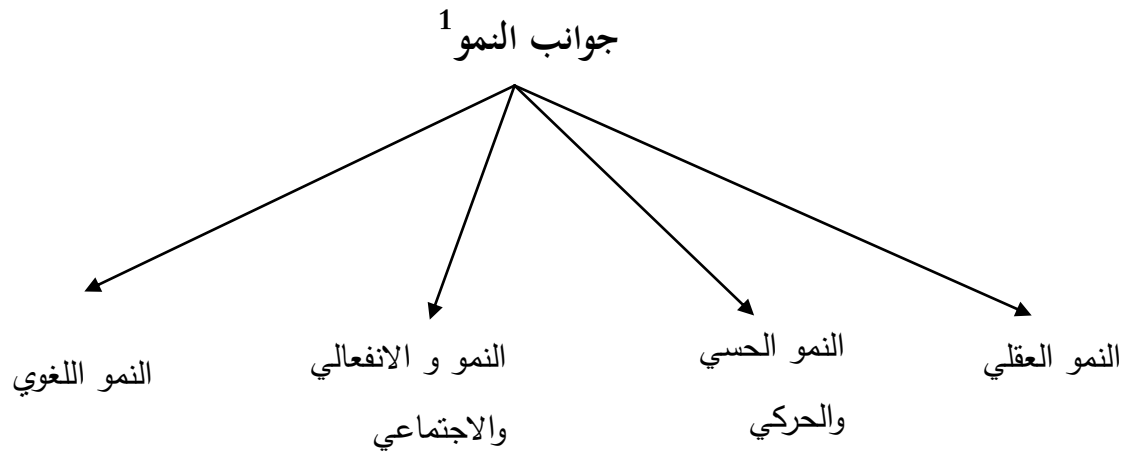 جوانب النمو1
النمو العقلي
النمو الحسي
والحركي
النمو و الانفعالي
والاجتماعي
النمو اللغوي